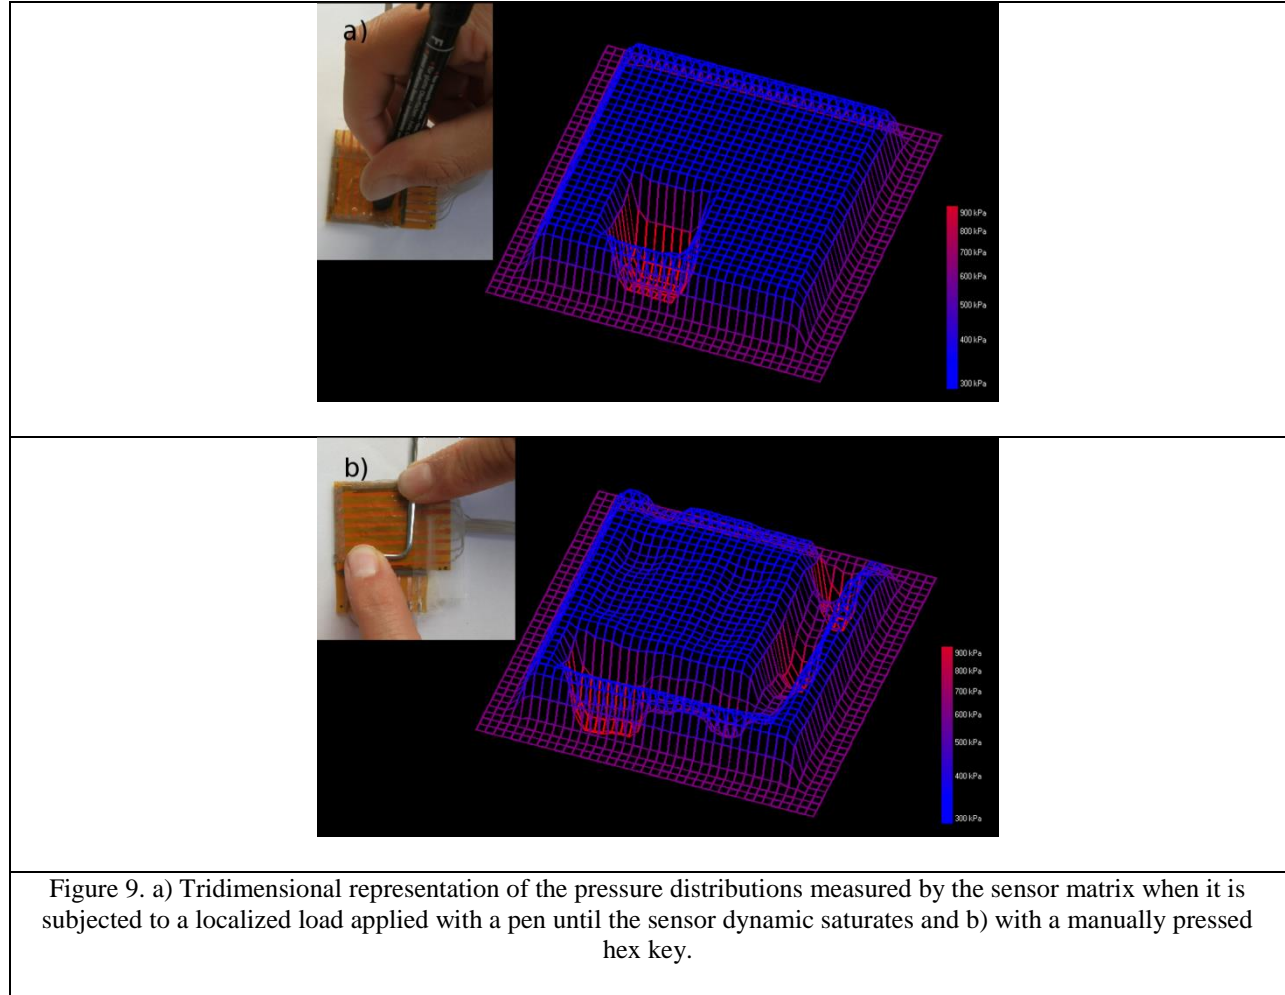 a)
F
900 kPa
800 kPa
700 kPa
600 kPa
500 kPa
400 kPa
300 kPa
b)
900 kPa
800 kPa
700 kPa
600 kPa
500 kPa
400 kPa
300 kPa
Figure 9. a) Tridimensional representation of the pressure distributions measured by the sensor matrix when it is
subjected to a localized load applied with a pen until the sensor dynamic saturates and b) with a manually pressed
hex key.